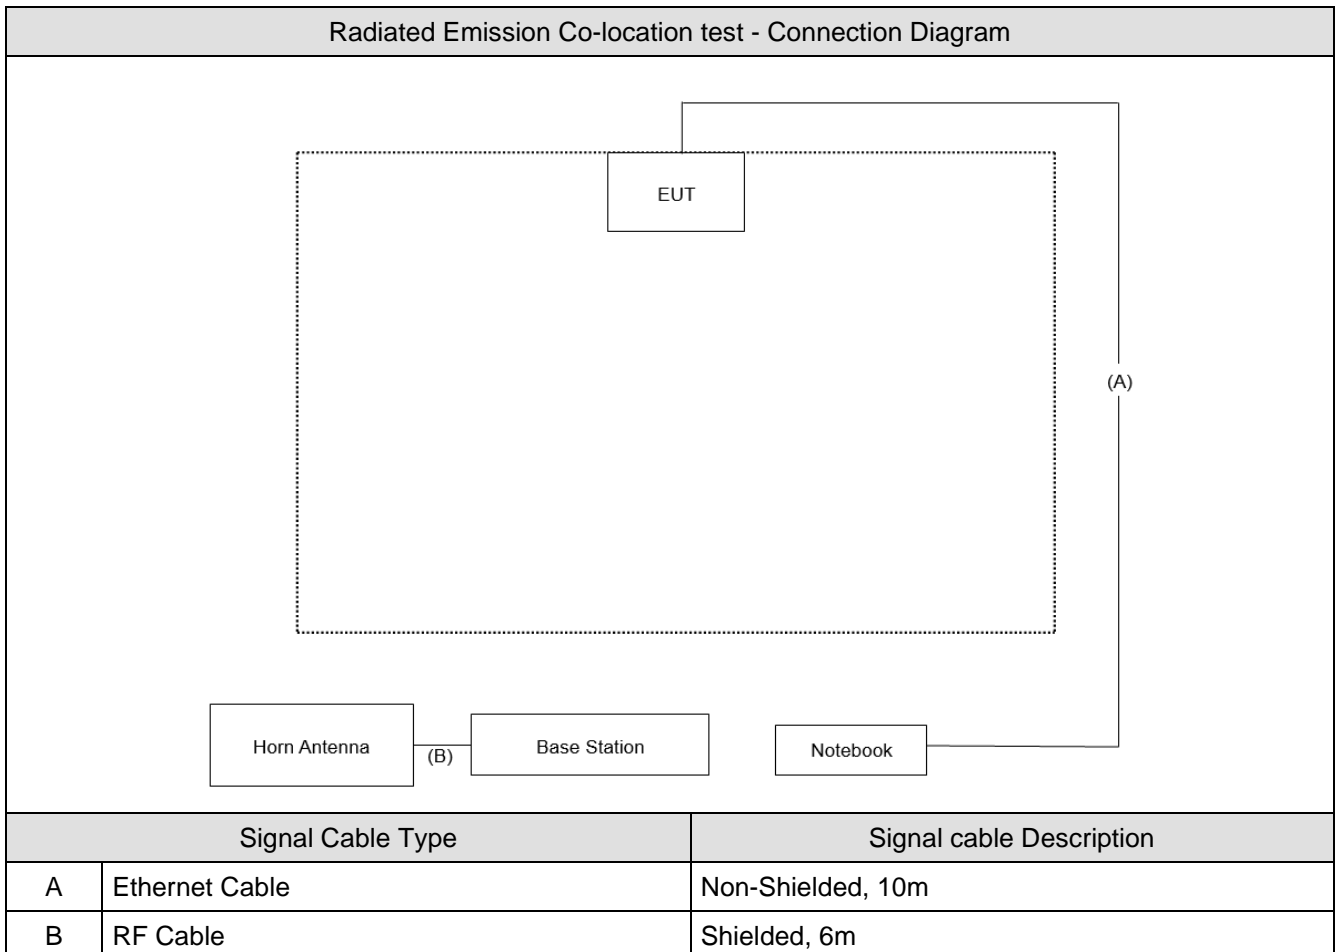 Radiated Emission Co-location test - Connection Diagram
EUT
(A)
Horn Antenna
(B)
Base Station
Notebook
Signal Cable Type Signal cable Description
A Ethernet Cable Non-Shielded, 10m
B RF Cable Shielded, 6m